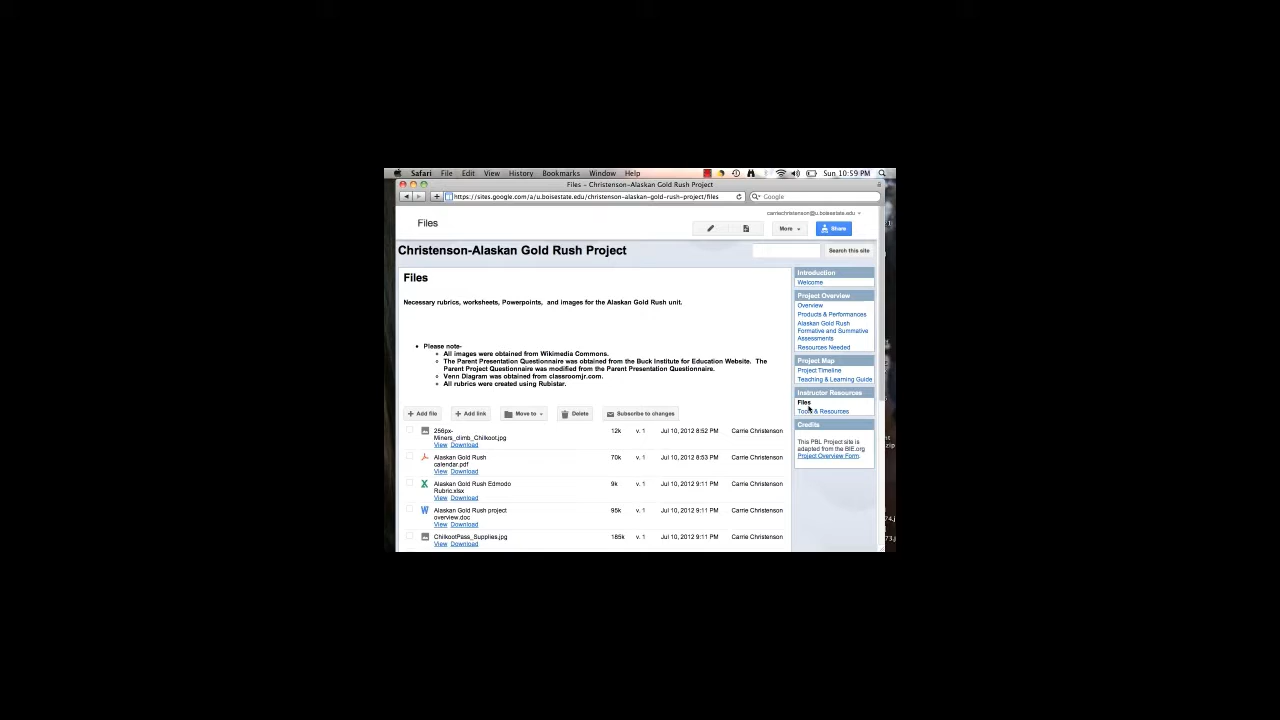 Safari File Edit View History Bookmarks Window Help Sun 10:59 PM
Files - Christenson-Alaskan Gold Rush Project
https://sites.google.com/a/u.boisestate.edu/christenson-alaskan-gold-rush-project/files
Google
carriechristenson@u.boisestate.edu
Files
More
Share
Christenson-Alaskan Gold Rush Project
Search this site
Files
Necessary rubrics, worksheets, Powerpoints, and images for the Alaskan Gold Rush unit.
Please note-
All images were obtained from Wikimedia Commons.
The Parent Presentation Questionnaire was obtained from the Buck Institute for Education Website. The
Parent Project Questionnaire was modified from the Parent Presentation Questionnaire.
Venn Diagram was obtained from classroomjr.com.
All rubrics were created using Rubistar.
Add file Add link Move to Delete Subscribe to changes
256px-
Miners_climb_Chilkoot.jpg 12k v. 1 Jul 10, 2012 8:52 PM Carrie Christenson
View Download
Alaskan Gold Rush
calendar.pdf 70k v. 1 Jul 10, 2012 8:53 PM Carrie Christenson
View Download
Alaskan Gold Rush Edmodo
Rubric.xlsx 9k v. 1 Jul 10, 2012 9:11 PM Carrie Christenson
View Download
Alaskan Gold Rush project
overview.doc 95k v. 1 Jul 10, 2012 9:11 PM Carrie Christenson
View Download
ChilkootPass_Supplies.jpg 185k v. 1 Jul 10, 2012 9:11 PM Carrie Christenson
View Download
Introduction
Welcome
Project Overview
Overview
Products & Performances
Alaskan Gold Rush
Formative and Summative
Assessments
Resources Needed
Project Map
Project Timeline
Teaching & Learning Guide
Instructor Resources
Files
Tools & Resources
Credits
This PBL Project site is
adapted from the BIE.org
Project Overview Form.